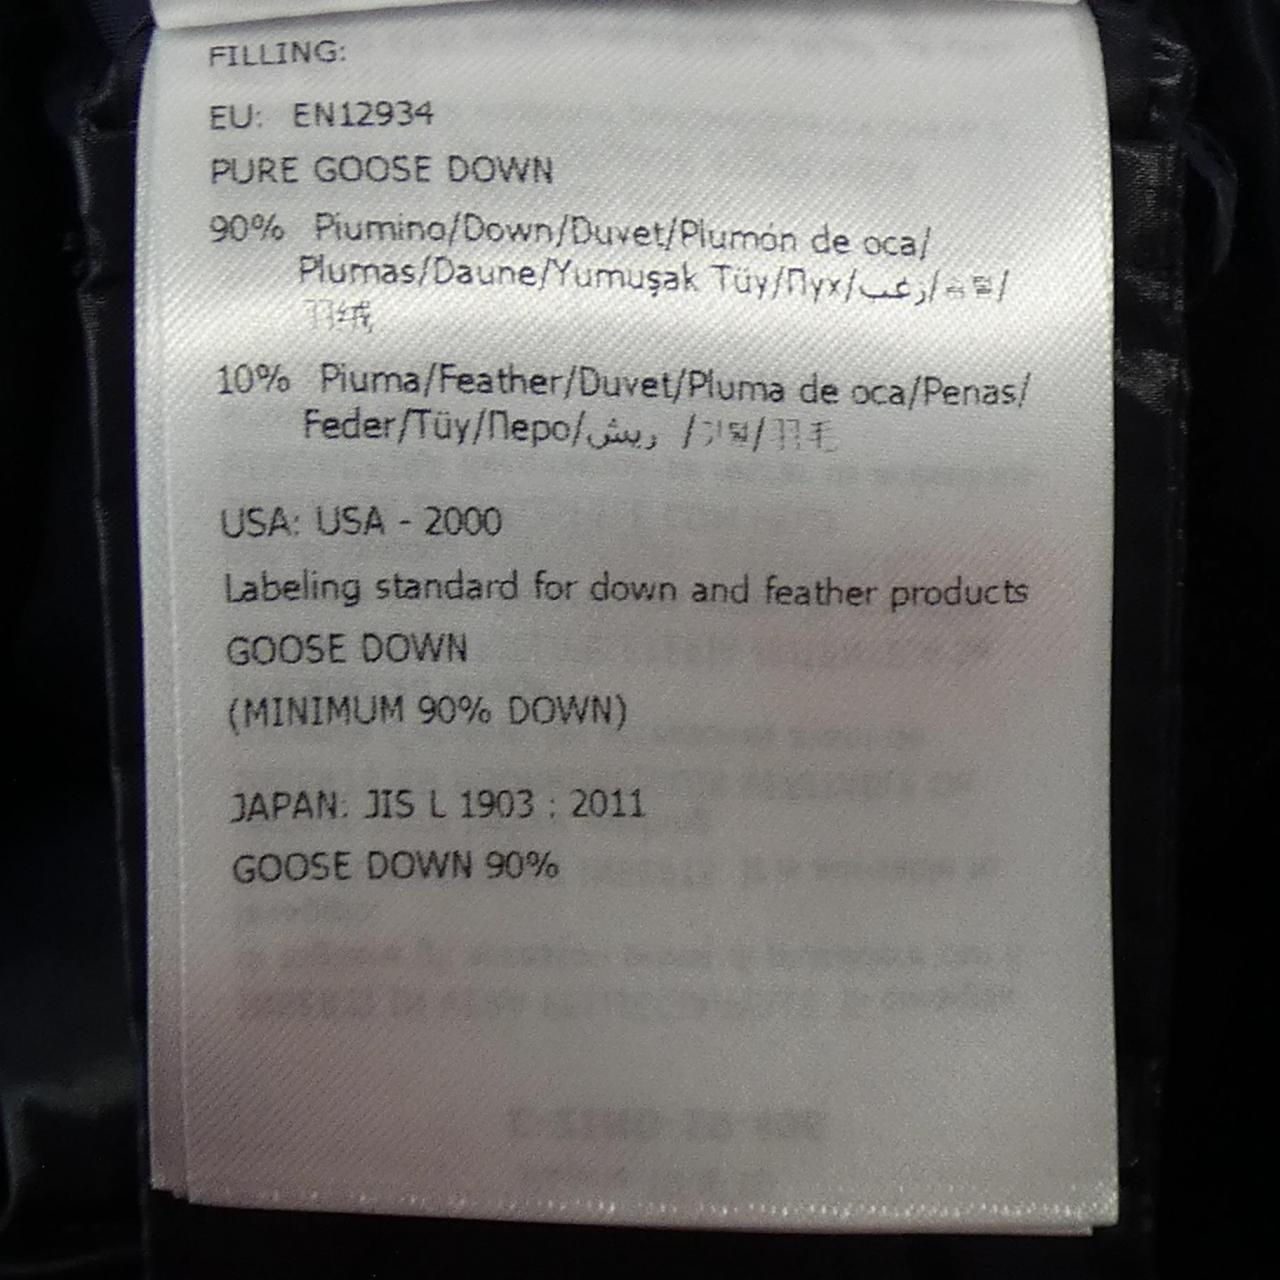 FILLING:
EU: EN12934
PURE GOOSE DOWN
90% Piumino/Down/Duvet/Plumón de oca/
Plumas/Daune/Yumuşak Tüy/Пух/زغب/솜털/
羽绒
10% Piuma/Feather/Duvet/Pluma de oca/Penas/
Feder/Tüy/Перо/ريش /깃털/羽毛
USA: USA - 2000
Labeling standard for down and feather products
GOOSE DOWN
(MINIMUM 90% DOWN)
JAPAN: JIS L 1903 : 2011
GOOSE DOWN 90%